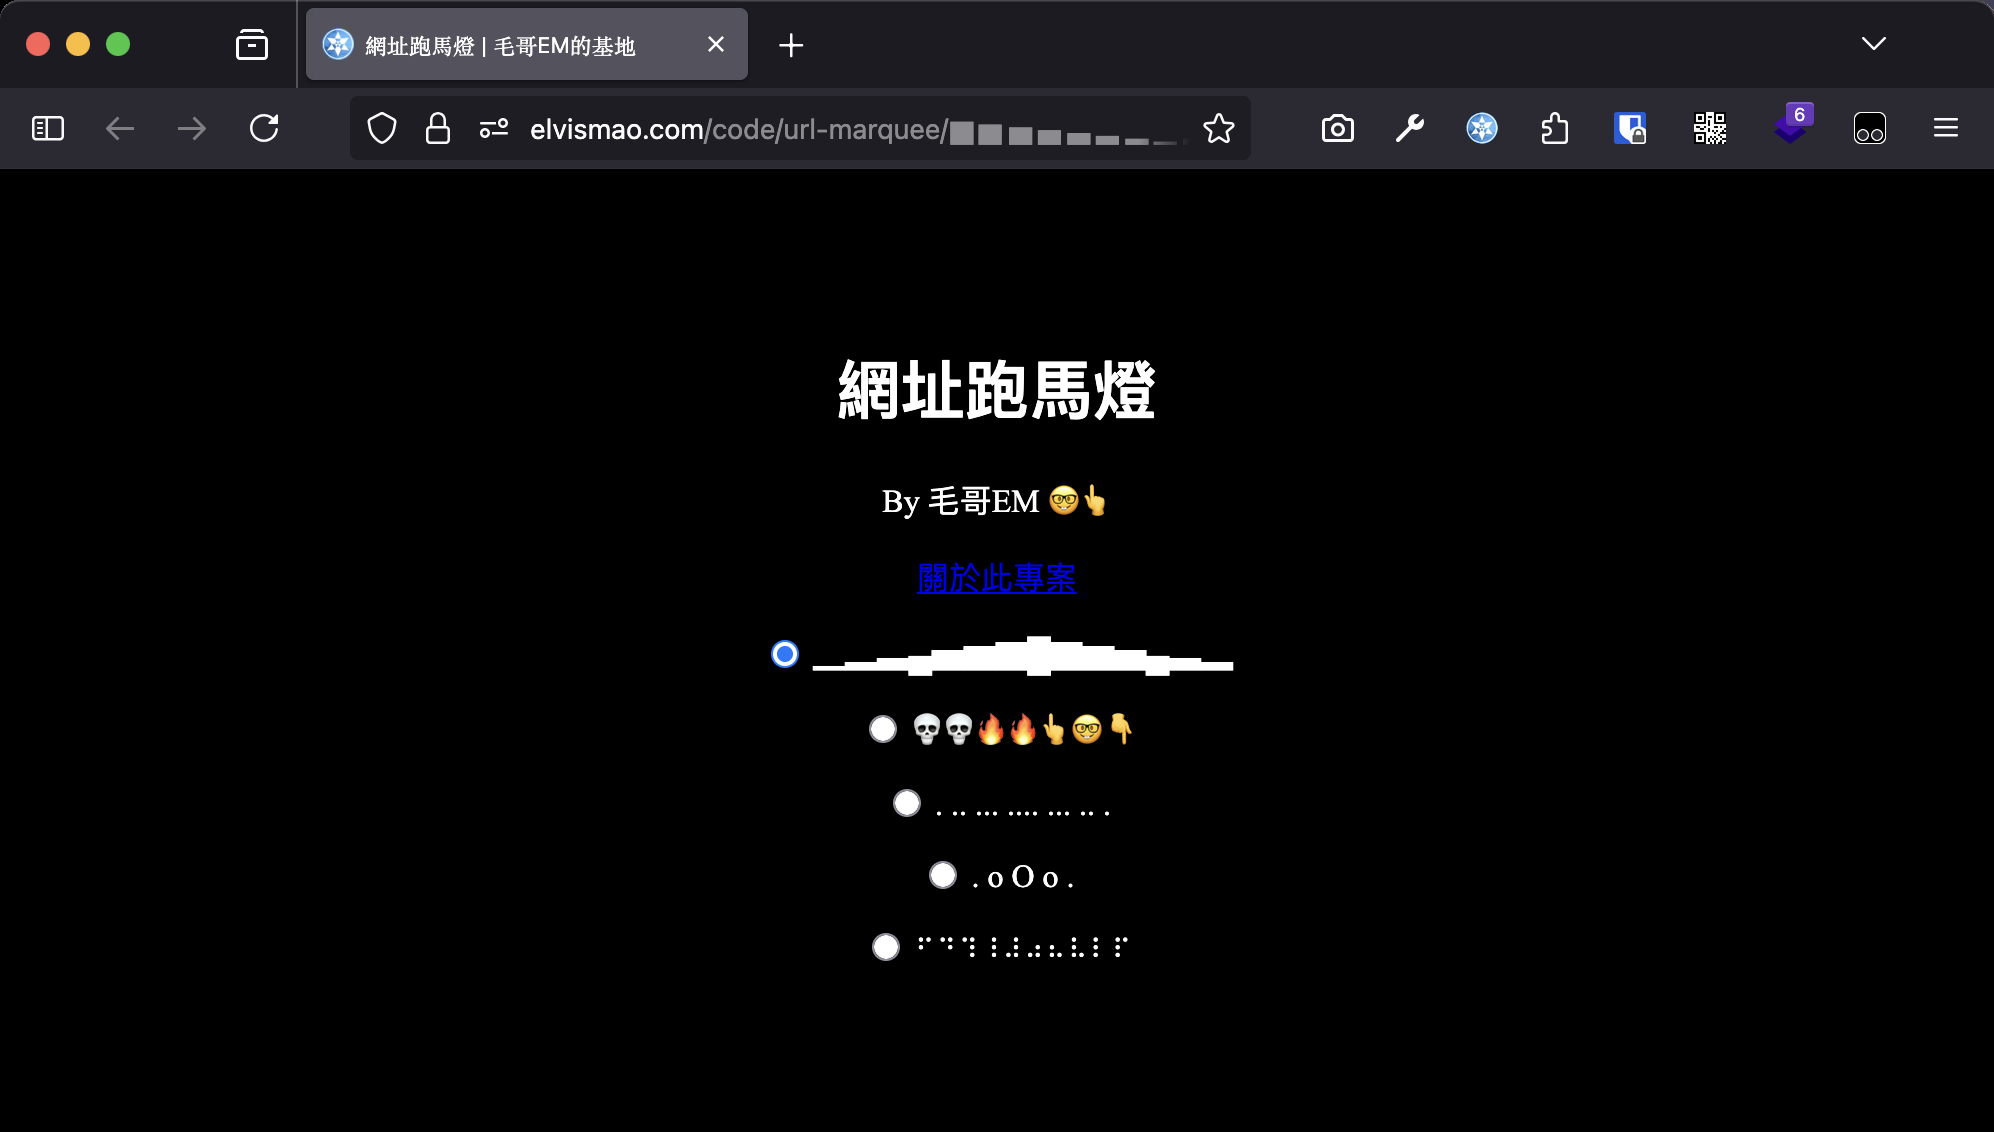 網址跑馬燈 | 毛哥EM的基地
elvismao.com/code/url-marquee/▇▆▅▄▃▂▂▁
6
網址跑馬燈
By 毛哥EM 🤓👆
關於此專案
▁▂▃▄▅▆▇█▇▆▅▄▃▂
💀💀🔥🔥👆🤓👇
. .. ... .... ... .. .
. o O o .
⠋⠙⠹⠸⠼⠴⠦⠧⠇⠏